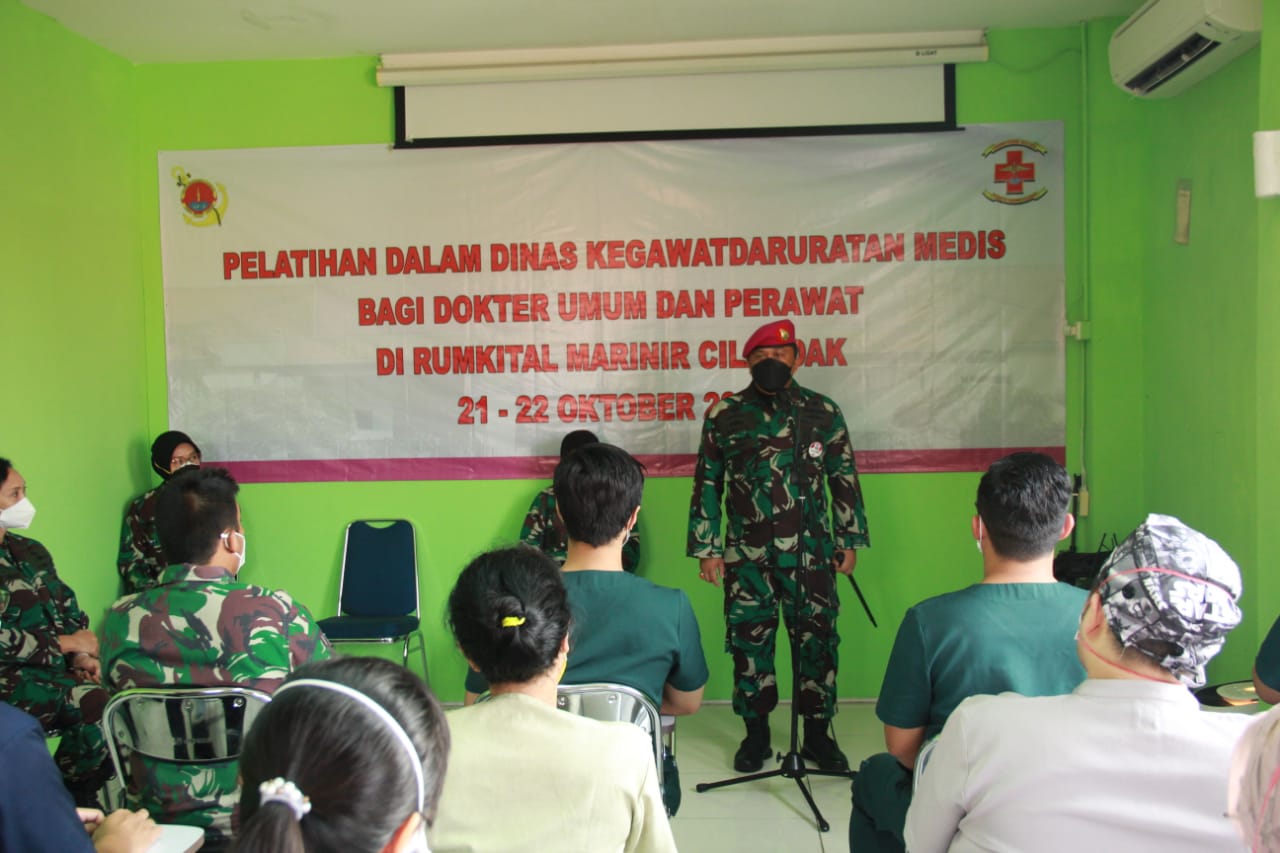 PELATIHAN DALAM DINAS KEGAWATDARURATAN MEDIS
BAGI DOKTER UMUM DAN PERAWAT
DI RUMKITAL MARINIR
21 - 22 OKTOBER